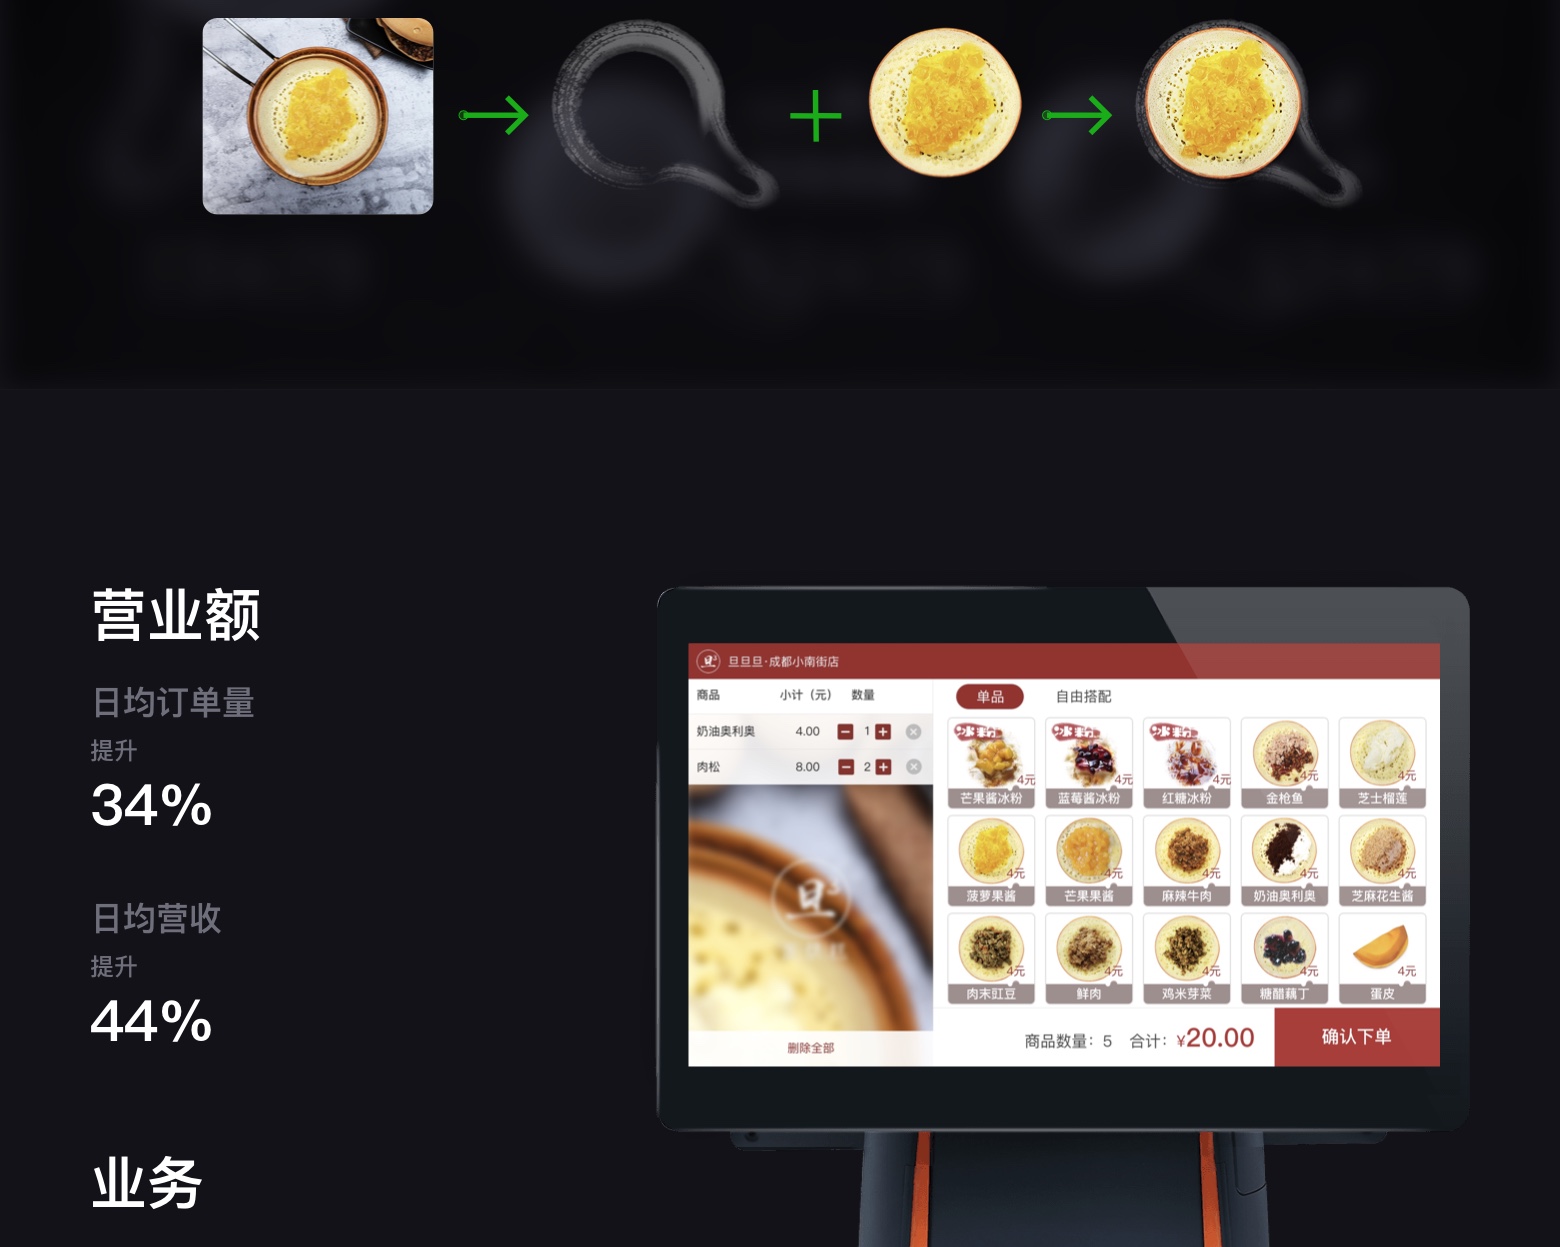 营业额
日均订单量
提升
34%
日均营收
提升
44%
业务
旦旦旦·成都小南街店
商品 小计（元） 数量
奶油奥利奥 4.00 1
肉松 8.00 2
旦
删除全部
单品 自由搭配
冰粉 冰粉 冰粉
4元 4元 4元 4元 4元
芒果酱冰粉 蓝莓酱冰粉 红糖冰粉 金枪鱼 芝士榴莲
4元 4元 4元 4元 4元
菠萝果酱 芒果果酱 麻辣牛肉 奶油奥利奥 芝麻花生酱
4元 4元 4元 4元 4元
肉末豇豆 鲜肉 鸡米芽菜 糖醋藕丁 蛋皮
商品数量：5 合计：¥20.00 确认下单